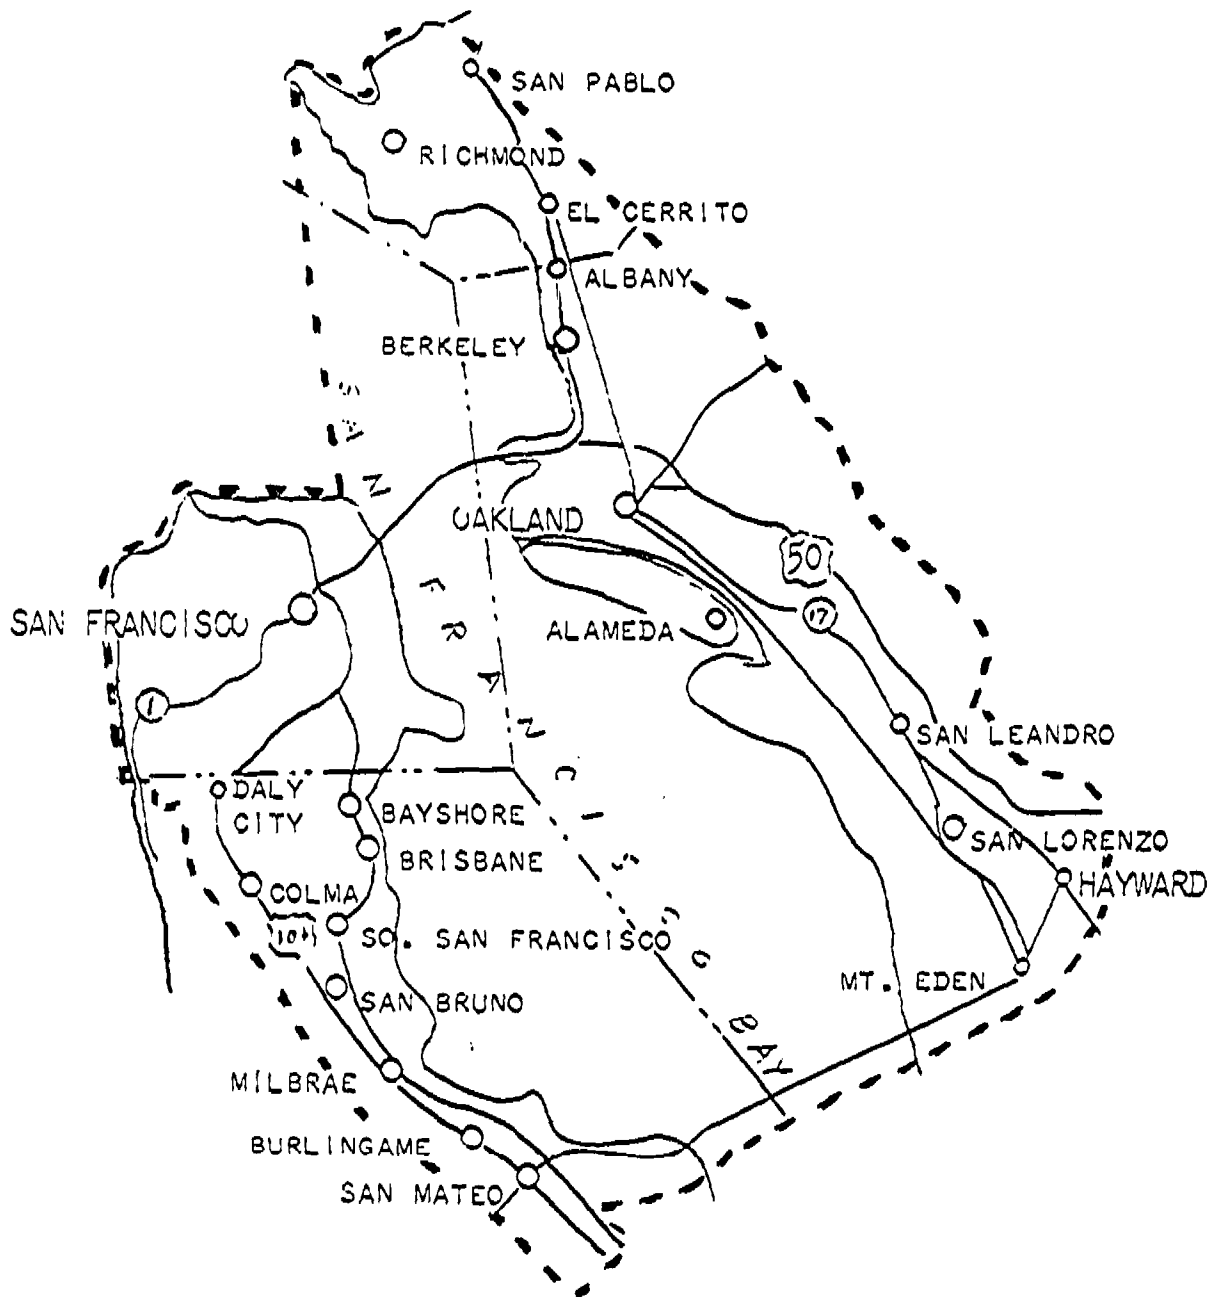 SAN PABLO
RICHMOND
EL CERRITO
ALBANY
BERKELEY
SAN FRANCISCO BAY
OAKLAND
50
SAN FRANCISCO
ALAMEDA
17
1
SAN LEANDRO
DALY
CITY
BAYSHORE
SAN LORENZO
BRISBANE
HAYWARD
COLMA
SO. SAN FRANCISCO
MT. EDEN
SAN BRUNO
MILBRAE
BURLINGAME
SAN MATEO